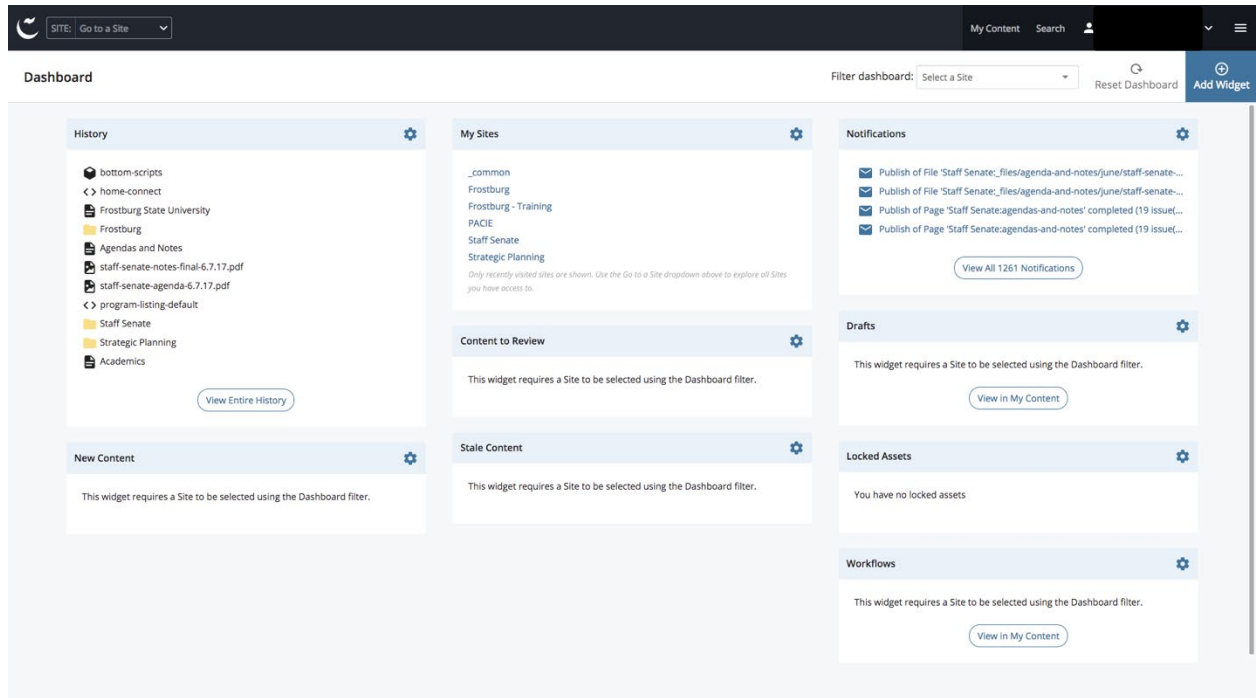 SITE: Go to a Site
My Content Search
Dashboard
Filter dashboard: Select a Site
Reset Dashboard
Add Widget
History
bottom-scripts
home-connect
Frostburg State University
Frostburg
Agendas and Notes
staff-senate-notes-final-6.7.17.pdf
staff-senate-agenda-6.7.17.pdf
program-listing-default
Staff Senate
Strategic Planning
Academics
View Entire History
New Content
This widget requires a Site to be selected using the Dashboard filter.
My Sites
_common
Frostburg
Frostburg - Training
PACIE
Staff Senate
Strategic Planning
Only recently visited sites are shown. Use the Go to a Site dropdown above to explore all Sites
you have access to.
Content to Review
This widget requires a Site to be selected using the Dashboard filter.
Stale Content
This widget requires a Site to be selected using the Dashboard filter.
Notifications
Publish of File 'Staff Senate:_files/agenda-and-notes/june/staff-senate-...
Publish of File 'Staff Senate:_files/agenda-and-notes/june/staff-senate-...
Publish of Page 'Staff Senate:agendas-and-notes' completed (19 issue(...
Publish of Page 'Staff Senate:agendas-and-notes' completed (19 issue(...
View All 1261 Notifications
Drafts
This widget requires a Site to be selected using the Dashboard filter.
View in My Content
Locked Assets
You have no locked assets
Workflows
This widget requires a Site to be selected using the Dashboard filter.
View in My Content